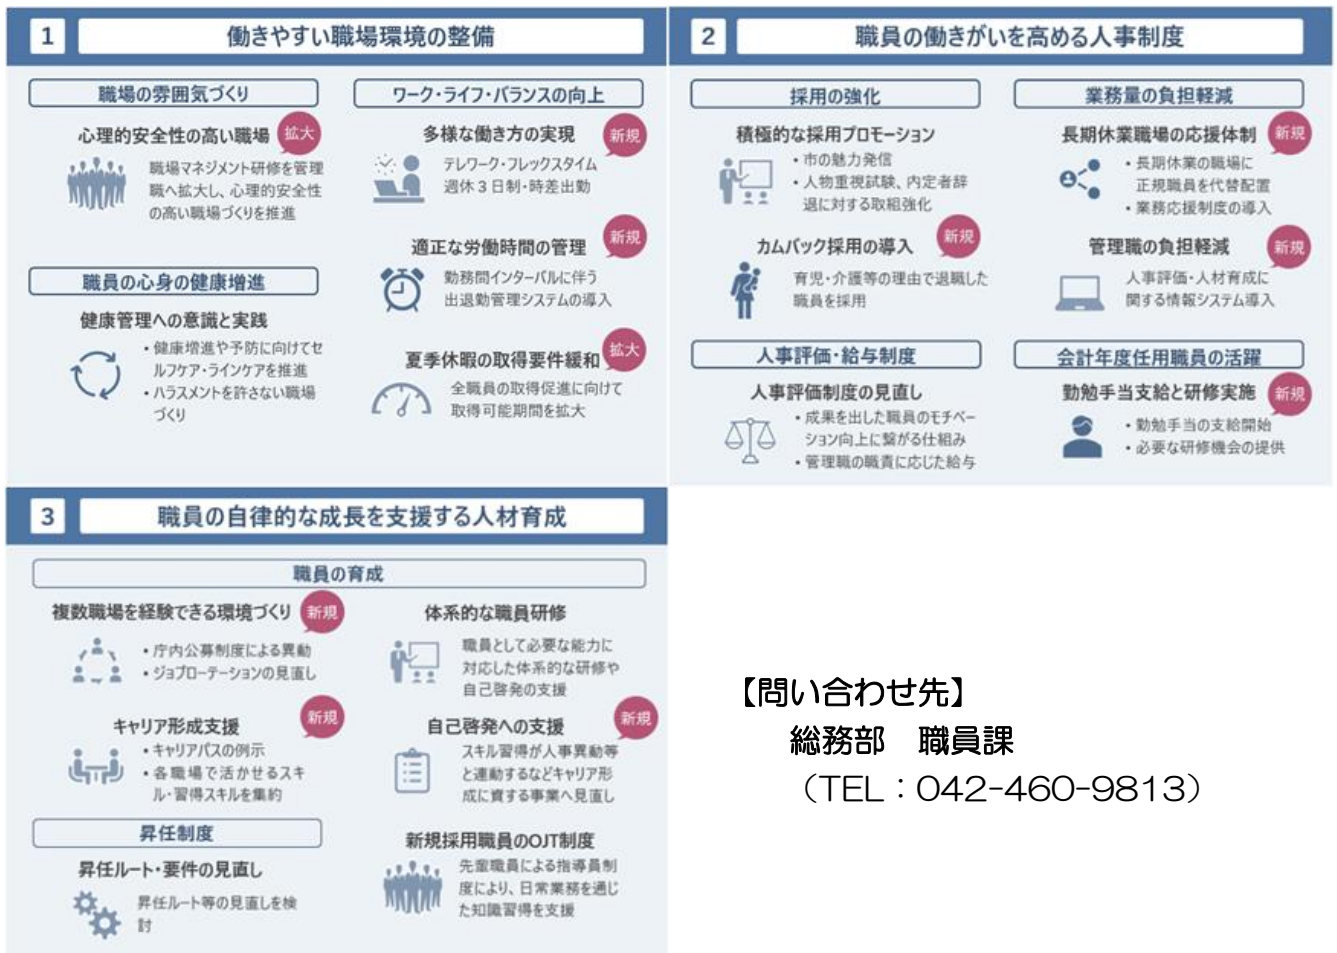 1
働きやすい職場環境の整備
職場の雰囲気づくり
心理的安全性の高い職場
拡大
職場マネジメント研修を管理
職へ拡大し、心理的安全性
の高い職場づくりを推進
職員の心身の健康増進
健康管理への意識と実践
・健康増進や予防に向けてセ
ルフケア・ラインケアを推進
・ハラスメントを許さない職場
づくり
ワーク・ライフ・バランスの向上
多様な働き方の実現
新規
テレワーク・フレックスタイム
週休3日制・時差出勤
適正な労働時間の管理
新規
勤務間インターバルに伴う
出退勤管理システムの導入
夏季休暇の取得要件緩和
拡大
全職員の取得促進に向けて
取得可能期間を拡大
2
職員の働きがいを高める人事制度
採用の強化
積極的な採用プロモーション
・市の魅力発信
・人物重視試験、内定者辞
退に対する取組強化
カムバック採用の導入
新規
育児・介護等の理由で退職した
職員を採用
人事評価・給与制度
人事評価制度の見直し
・成果を出した職員のモチベー
ション向上に繋がる仕組み
・管理職の職責に応じた給与
業務量の負担軽減
長期休業職場の応援体制
新規
・長期休業の職場に
正規職員を代替配置
・業務応援制度の導入
管理職の負担軽減
新規
人事評価・人材育成に
関する情報システム導入
会計年度任用職員の活躍
勤勉手当支給と研修実施
新規
・勤勉手当の支給開始
・必要な研修機会の提供
3
職員の自律的な成長を支援する人材育成
職員の育成
複数職場を経験できる環境づくり
新規
・庁内公募制度による異動
・ジョブローテーションの見直し
キャリア形成支援
新規
・キャリアパスの例示
・各職場で活かせるスキ
ル・習得スキルを集約
昇任制度
昇任ルート・要件の見直し
昇任ルート等の見直しを検
討
体系的な職員研修
職員として必要な能力に
対応した体系的な研修や
自己啓発の支援
自己啓発への支援
新規
スキル習得が人事異動等
と連動するなどキャリア形
成に資する事業へ見直し
新規採用職員のOJT制度
先輩職員による指導員制
度により、日常業務を通じ
た知識習得を支援
【問い合わせ先】
総務部　職員課
（TEL：042-460-9813）